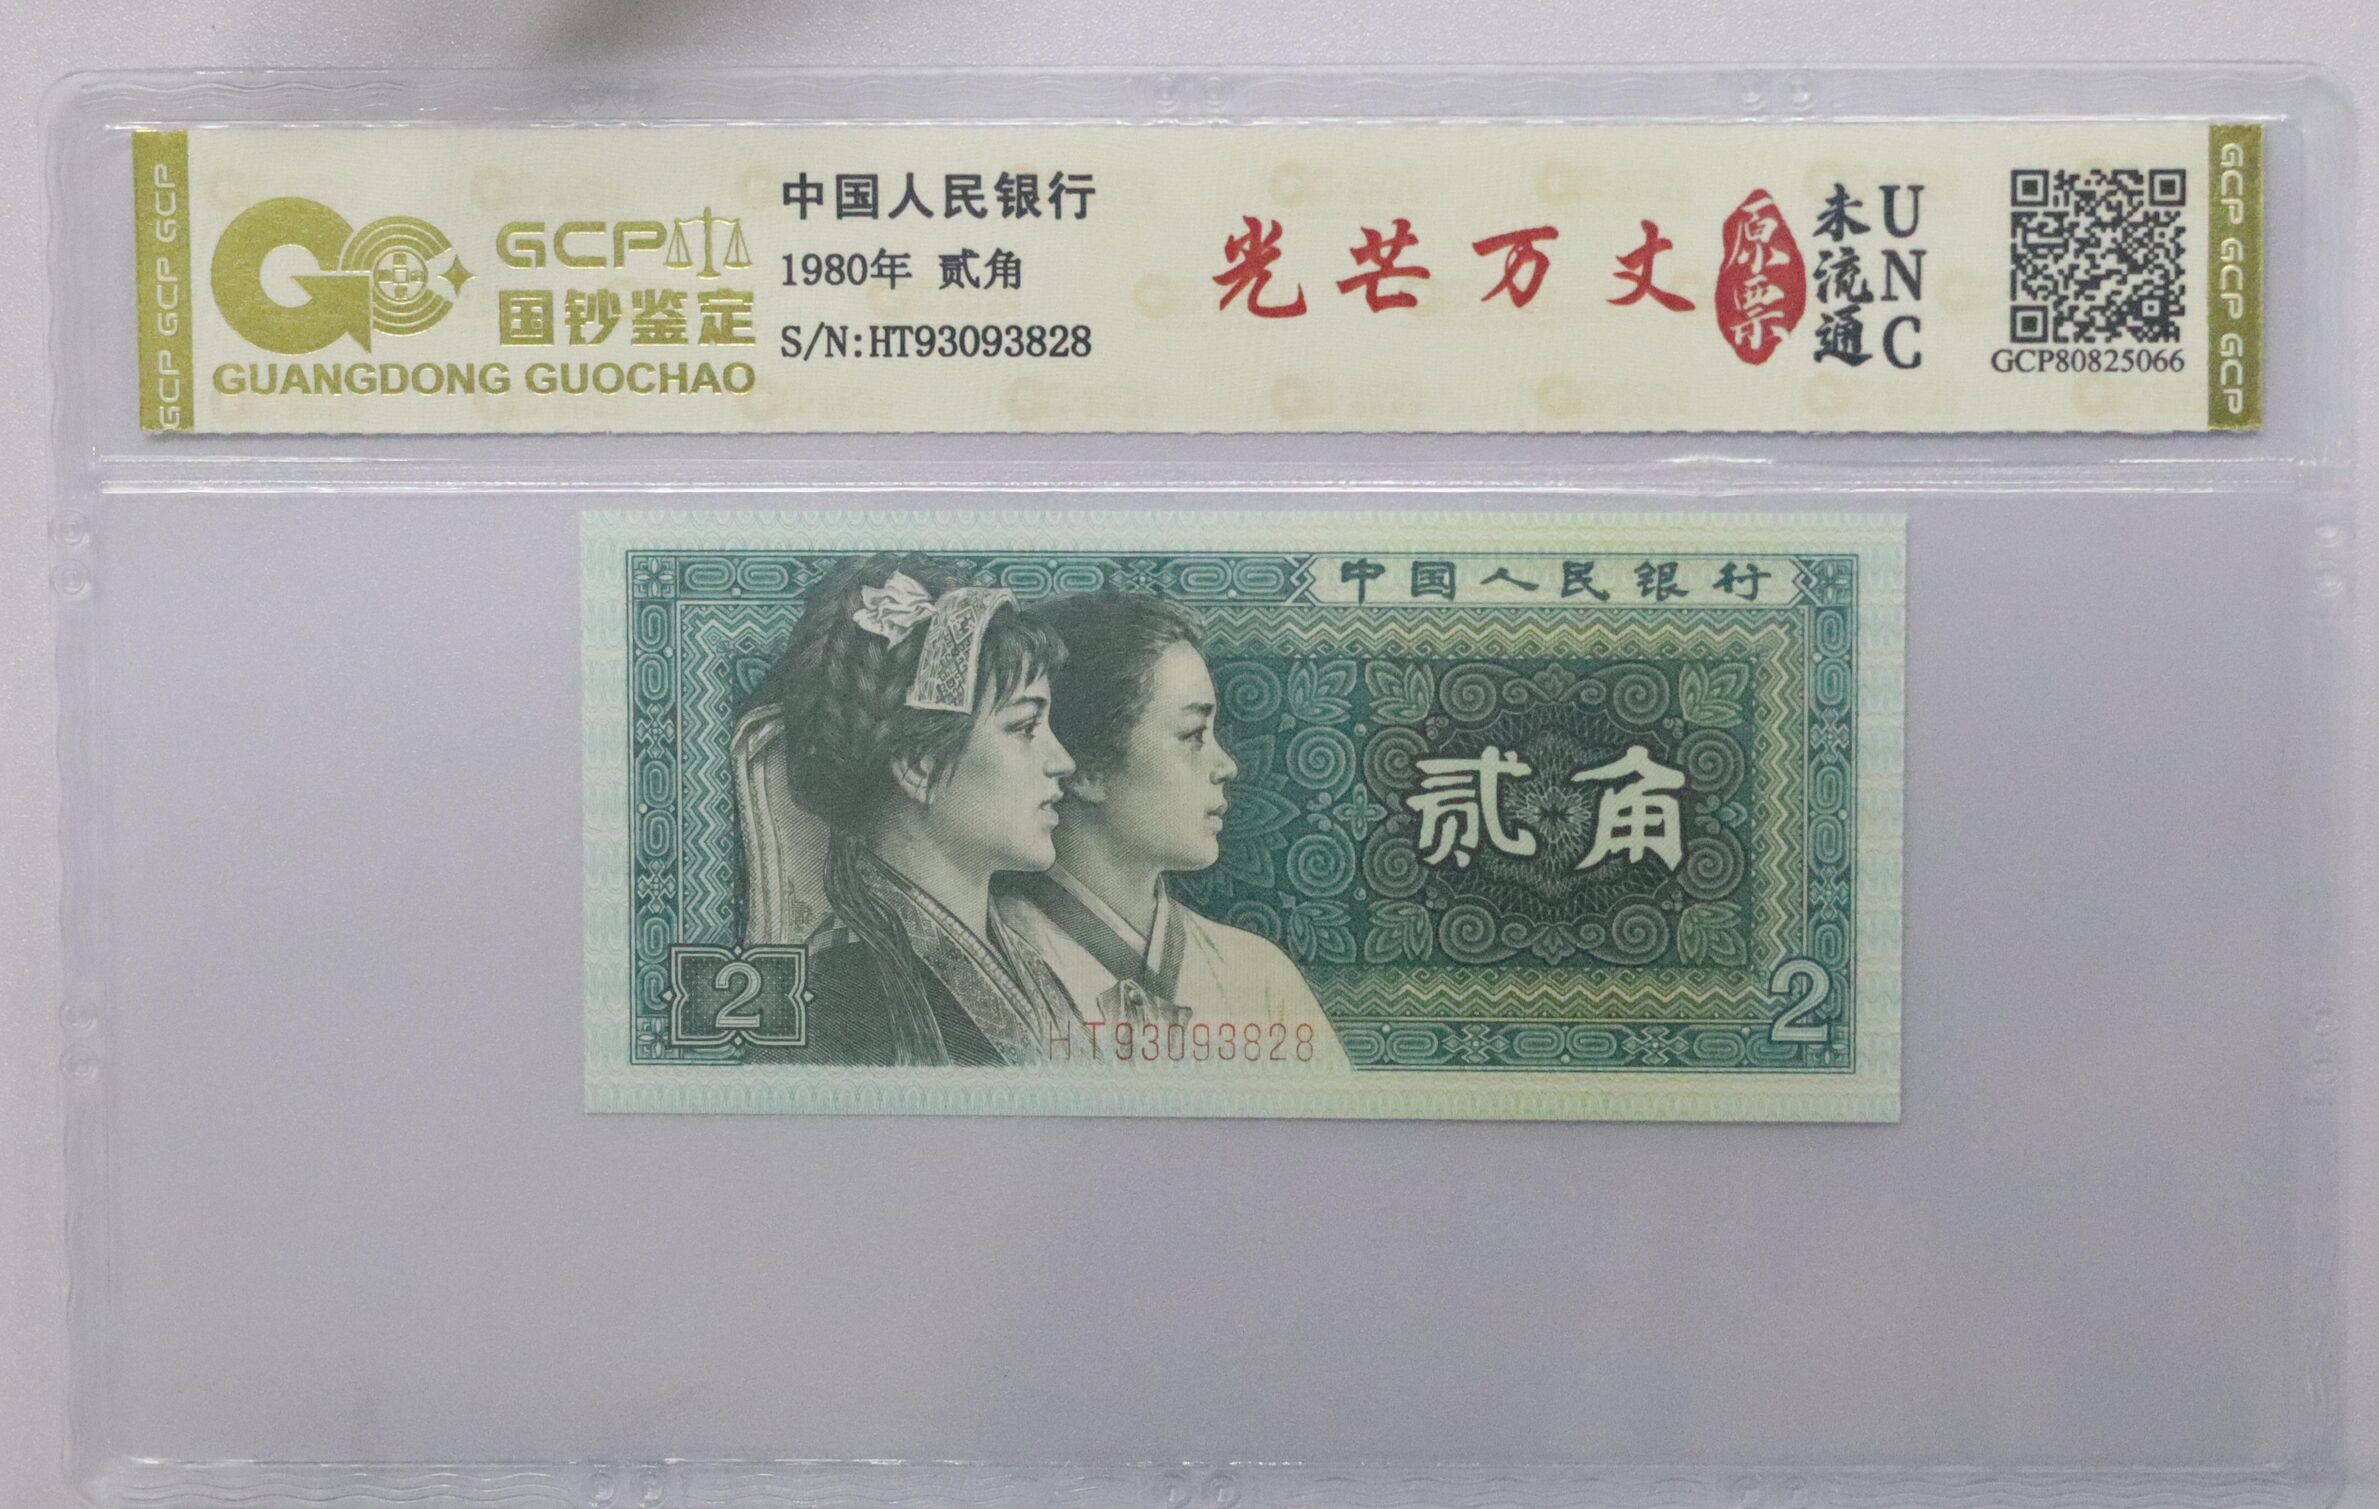 GCP GCP GCP
GCP
国钞鉴定
GUANGDONG GUOCHAO
中国人民银行
1980年 贰角
S/N:HT93093828
光芒万丈
原票
未流通
UNC
GCP80825066
GCP GCP GCP
中国人民银行
贰角
2
2
HT93093828